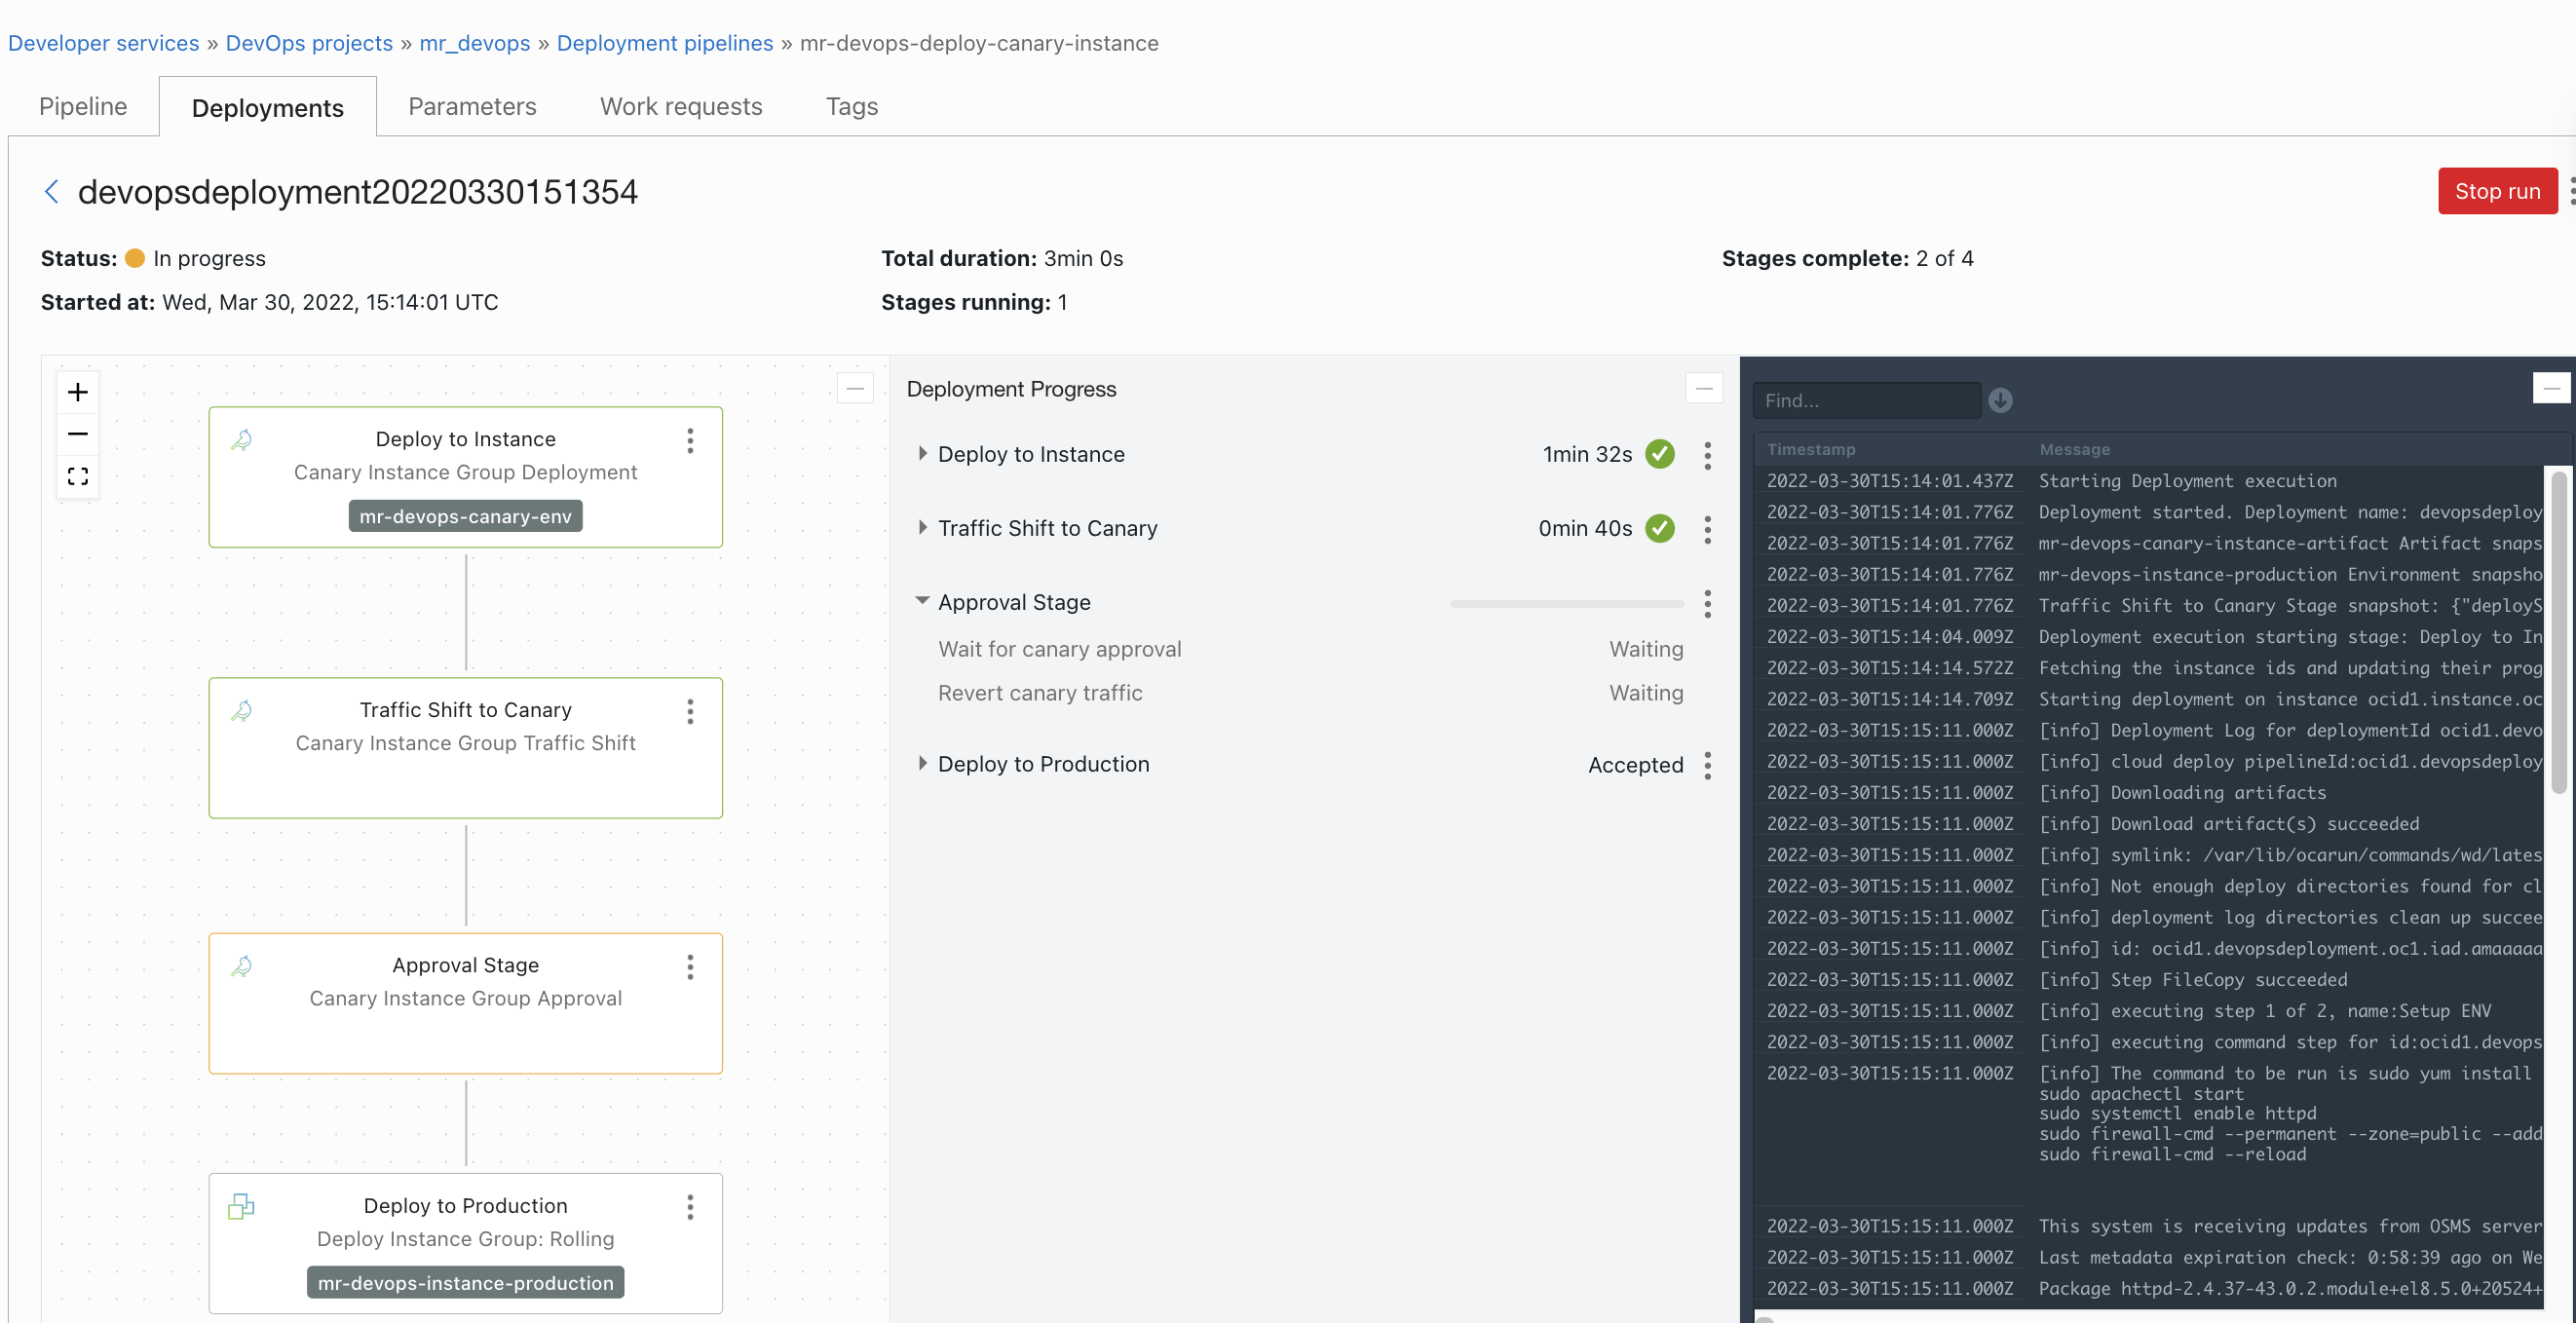 Developer services » DevOps projects » mr_devops » Deployment pipelines » mr-devops-deploy-canary-instance
Pipeline Deployments Parameters Work requests Tags
devopsdeployment20220330151354
Stop run
Status: In progress
Total duration: 3min 0s
Stages complete: 2 of 4
Started at: Wed, Mar 30, 2022, 15:14:01 UTC
Stages running: 1
Deploy to Instance
Canary Instance Group Deployment
mr-devops-canary-env
Traffic Shift to Canary
Canary Instance Group Traffic Shift
Approval Stage
Canary Instance Group Approval
Deploy to Production
Deploy Instance Group: Rolling
mr-devops-instance-production
Deployment Progress
Deploy to Instance 1min 32s
Traffic Shift to Canary 0min 40s
Approval Stage
Wait for canary approval Waiting
Revert canary traffic Waiting
Deploy to Production Accepted
Find...
Timestamp Message
2022-03-30T15:14:01.437Z Starting Deployment execution
2022-03-30T15:14:01.776Z Deployment started. Deployment name: devopsdeploy
2022-03-30T15:14:01.776Z mr-devops-canary-instance-artifact Artifact snaps
2022-03-30T15:14:01.776Z mr-devops-instance-production Environment snapsho
2022-03-30T15:14:01.776Z Traffic Shift to Canary Stage snapshot: {"deployS
2022-03-30T15:14:04.009Z Deployment execution starting stage: Deploy to In
2022-03-30T15:14:14.572Z Fetching the instance ids and updating their prog
2022-03-30T15:14:14.709Z Starting deployment on instance ocid1.instance.oc
2022-03-30T15:15:11.000Z [info] Deployment Log for deploymentId ocid1.devo
2022-03-30T15:15:11.000Z [info] cloud deploy pipelineId:ocid1.devopsdeploy
2022-03-30T15:15:11.000Z [info] Downloading artifacts
2022-03-30T15:15:11.000Z [info] Download artifact(s) succeeded
2022-03-30T15:15:11.000Z [info] symlink: /var/lib/ocarun/commands/wd/lates
2022-03-30T15:15:11.000Z [info] Not enough deploy directories found for cl
2022-03-30T15:15:11.000Z [info] deployment log directories clean up succee
2022-03-30T15:15:11.000Z [info] id: ocid1.devopsdeployment.oc1.iad.amaaaaa
2022-03-30T15:15:11.000Z [info] Step FileCopy succeeded
2022-03-30T15:15:11.000Z [info] executing step 1 of 2, name:Setup ENV
2022-03-30T15:15:11.000Z [info] executing command step for id:ocid1.devops
2022-03-30T15:15:11.000Z [info] The command to be run is sudo yum install
sudo apachectl start
sudo systemctl enable httpd
sudo firewall-cmd --permanent --zone=public --add
sudo firewall-cmd --reload
2022-03-30T15:15:11.000Z This system is receiving updates from OSMS server
2022-03-30T15:15:11.000Z Last metadata expiration check: 0:58:39 ago on We
2022-03-30T15:15:11.000Z Package httpd-2.4.37-43.0.2.module+el8.5.0+20524+